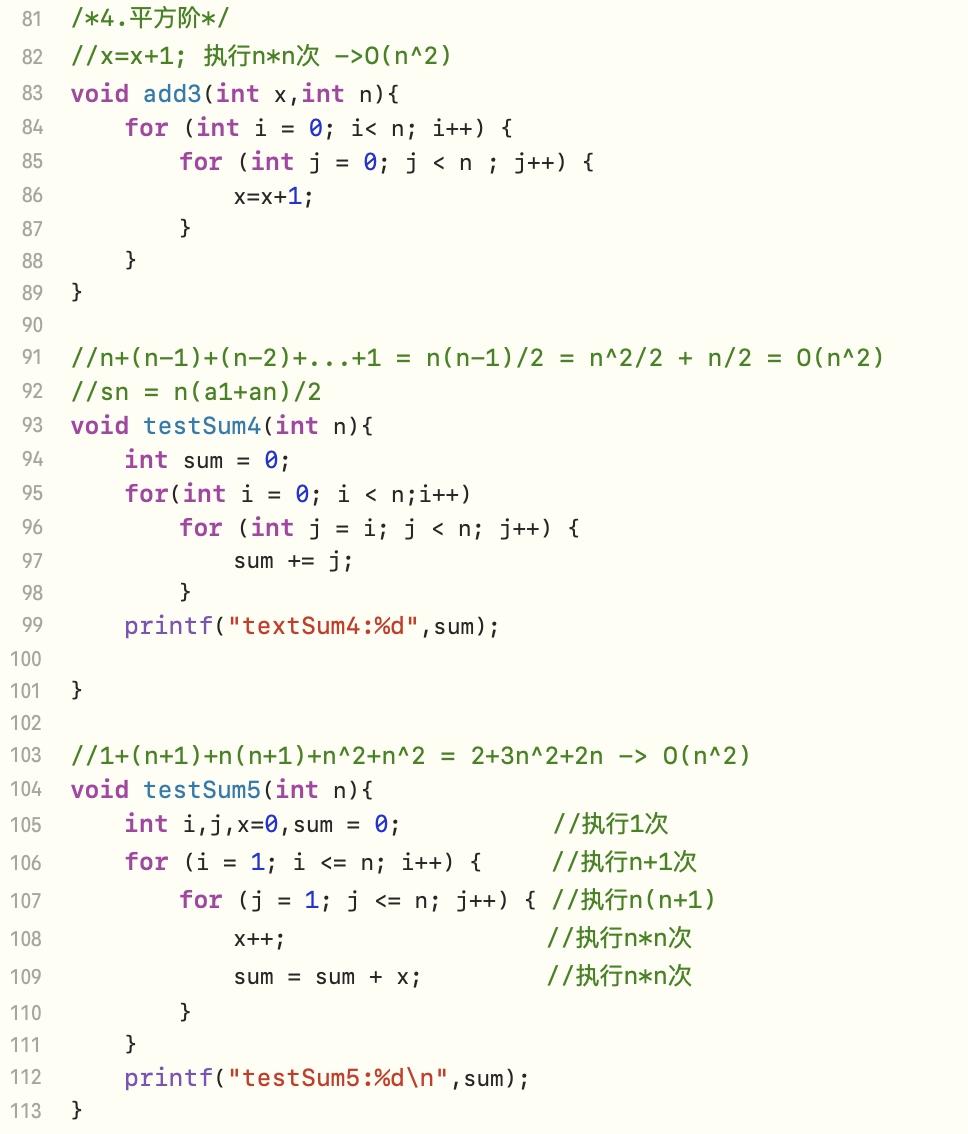 81 /*4.平方阶*/
82 //x=x+1; 执行n*n次 ->O(n^2)
83 void add3(int x,int n){
84 for (int i = 0; i< n; i++) {
85 for (int j = 0; j < n ; j++) {
86 x=x+1;
87 }
88 }
89 }
90
91 //n+(n-1)+(n-2)+...+1 = n(n-1)/2 = n^2/2 + n/2 = O(n^2)
92 //sn = n(a1+an)/2
93 void testSum4(int n){
94 int sum = 0;
95 for(int i = 0; i < n;i++)
96 for (int j = i; j < n; j++) {
97 sum += j;
98 }
99 printf("textSum4:%d",sum);
100
101 }
102
103 //1+(n+1)+n(n+1)+n^2+n^2 = 2+3n^2+2n -> O(n^2)
104 void testSum5(int n){
105 int i,j,x=0,sum = 0; //执行1次
106 for (i = 1; i <= n; i++) { //执行n+1次
107 for (j = 1; j <= n; j++) { //执行n(n+1)
108 x++; //执行n*n次
109 sum = sum + x; //执行n*n次
110 }
111 }
112 printf("testSum5:%d\n",sum);
113 }